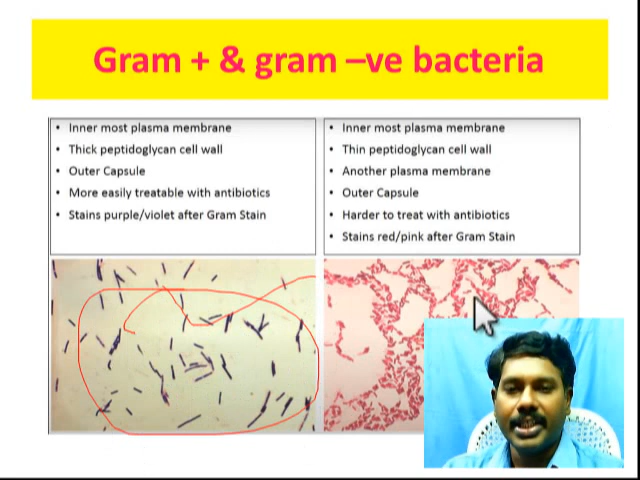 Gram + & gram –ve bacteria
• Inner most plasma membrane
• Thick peptidoglycan cell wall
• Outer Capsule
• More easily treatable with antibiotics
• Stains purple/violet after Gram Stain
• Inner most plasma membrane
• Thin peptidoglycan cell wall
• Another plasma membrane
• Outer Capsule
• Harder to treat with antibiotics
• Stains red/pink after Gram Stain